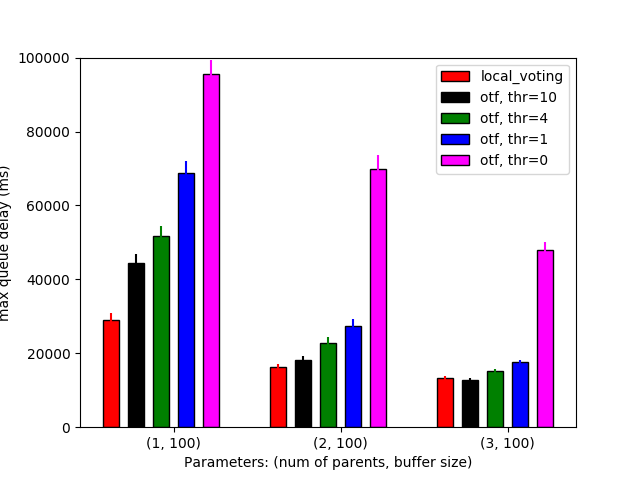 100000
80000
60000
40000
20000
0
max queue delay (ms)
local_voting
otf, thr=10
otf, thr=4
otf, thr=1
otf, thr=0
(1, 100)
(2, 100)
(3, 100)
Parameters: (num of parents, buffer size)